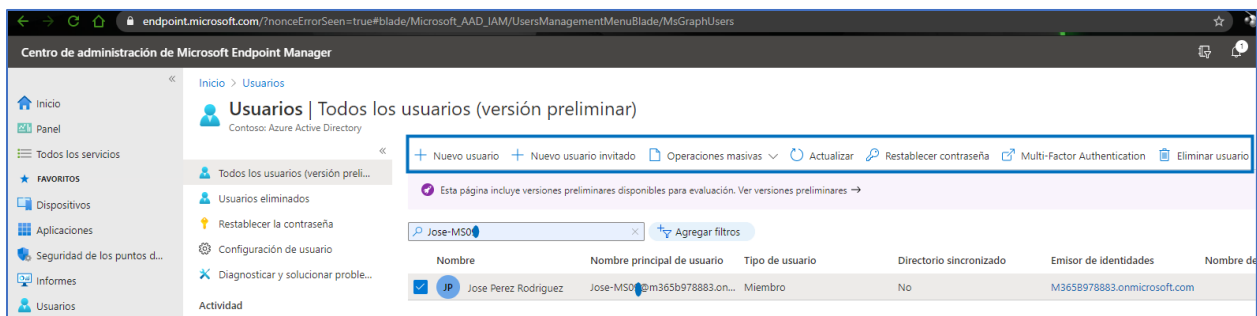 endpoint.microsoft.com/?nonceErrorSeen=true#blade/Microsoft_AAD_IAM/UsersManagementMenuBlade/MsGraphUsers
Centro de administración de Microsoft Endpoint Manager
1
Inicio
Panel
Todos los servicios
FAVORITOS
Dispositivos
Aplicaciones
Seguridad de los puntos d...
Informes
Usuarios
Inicio > Usuarios
Usuarios | Todos los usuarios (versión preliminar)
Contoso: Azure Active Directory
Todos los usuarios (versión preli...
Usuarios eliminados
Restablecer la contraseña
Configuración de usuario
Diagnosticar y solucionar proble...
Actividad
+ Nuevo usuario + Nuevo usuario invitado Operaciones masivas Actualizar Restablecer contraseña Multi-Factor Authentication Eliminar usuario
Esta página incluye versiones preliminares disponibles para evaluación. Ver versiones preliminares →
Jose-MS0 Agregar filtros
Nombre Nombre principal de usuario Tipo de usuario Directorio sincronizado Emisor de identidades Nombre de
JP Jose Perez Rodriguez Jose-MS0 @m365b978883.on... Miembro No M365B978883.onmicrosoft.com